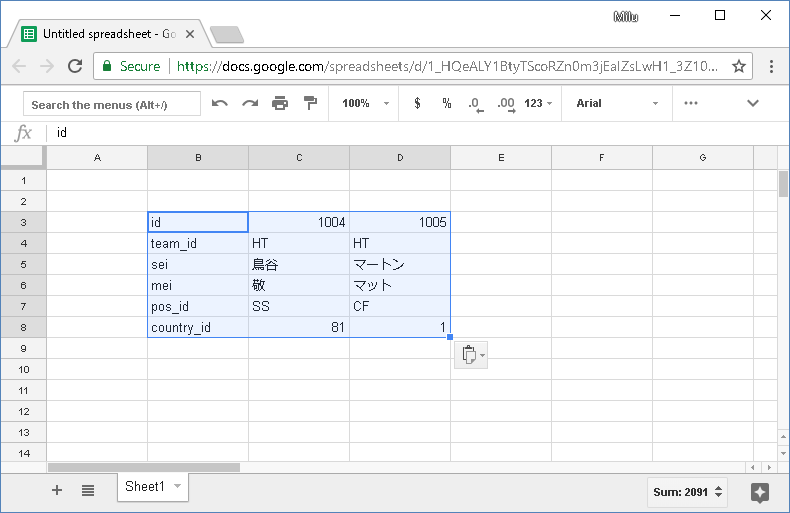 Milu
Untitled spreadsheet - Go
Secure https://docs.google.com/spreadsheets/d/1_HQeALY1BtyTScoRZn0m3jEaIZsLwH1_3Z10...
Search the menus (Alt+/) 100% $ % .0 .00 123 Arial
fx id
A B C D E F G
1
2
3 id 1004 1005
4 team_id HT HT
5 sei 鳥谷 マートン
6 mei 敬 マット
7 pos_id SS CF
8 country_id 81 1
9
10
11
12
13
14
Sheet1 Sum: 2091